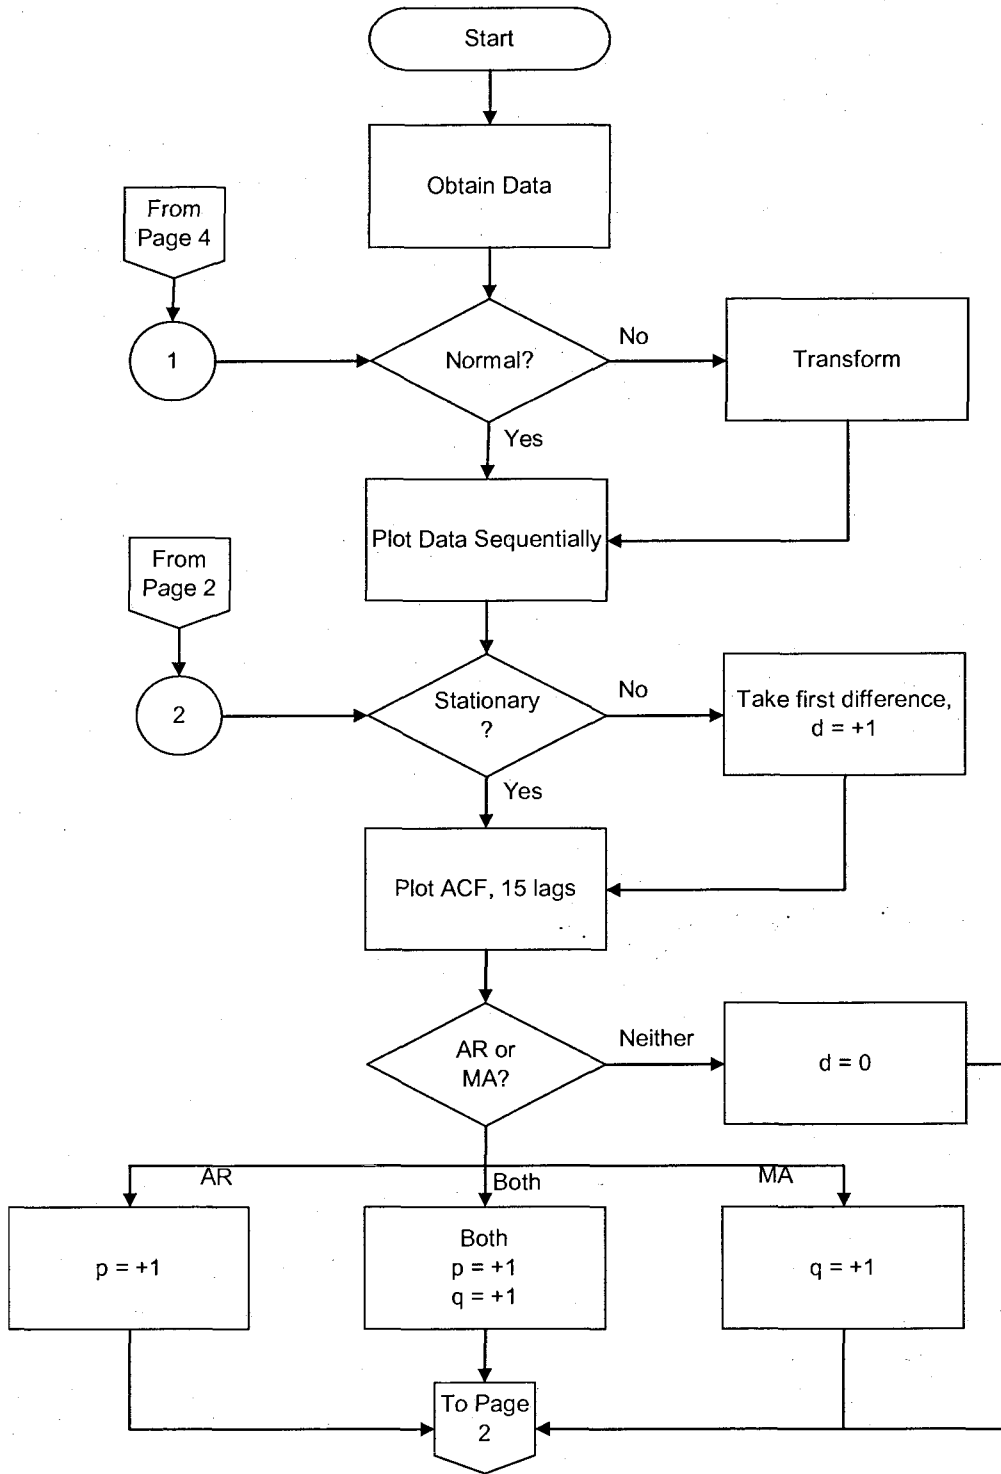 Start
Obtain Data
From
Page 4
1
Normal?
No
Transform
Yes
Plot Data Sequentially
From
Page 2
2
Stationary
?
No
Take first difference,
d = +1
Yes
Plot ACF, 15 lags
AR or
MA?
Neither
d = 0
AR
Both
MA
p = +1
Both
p = +1
q = +1
q = +1
To Page
2